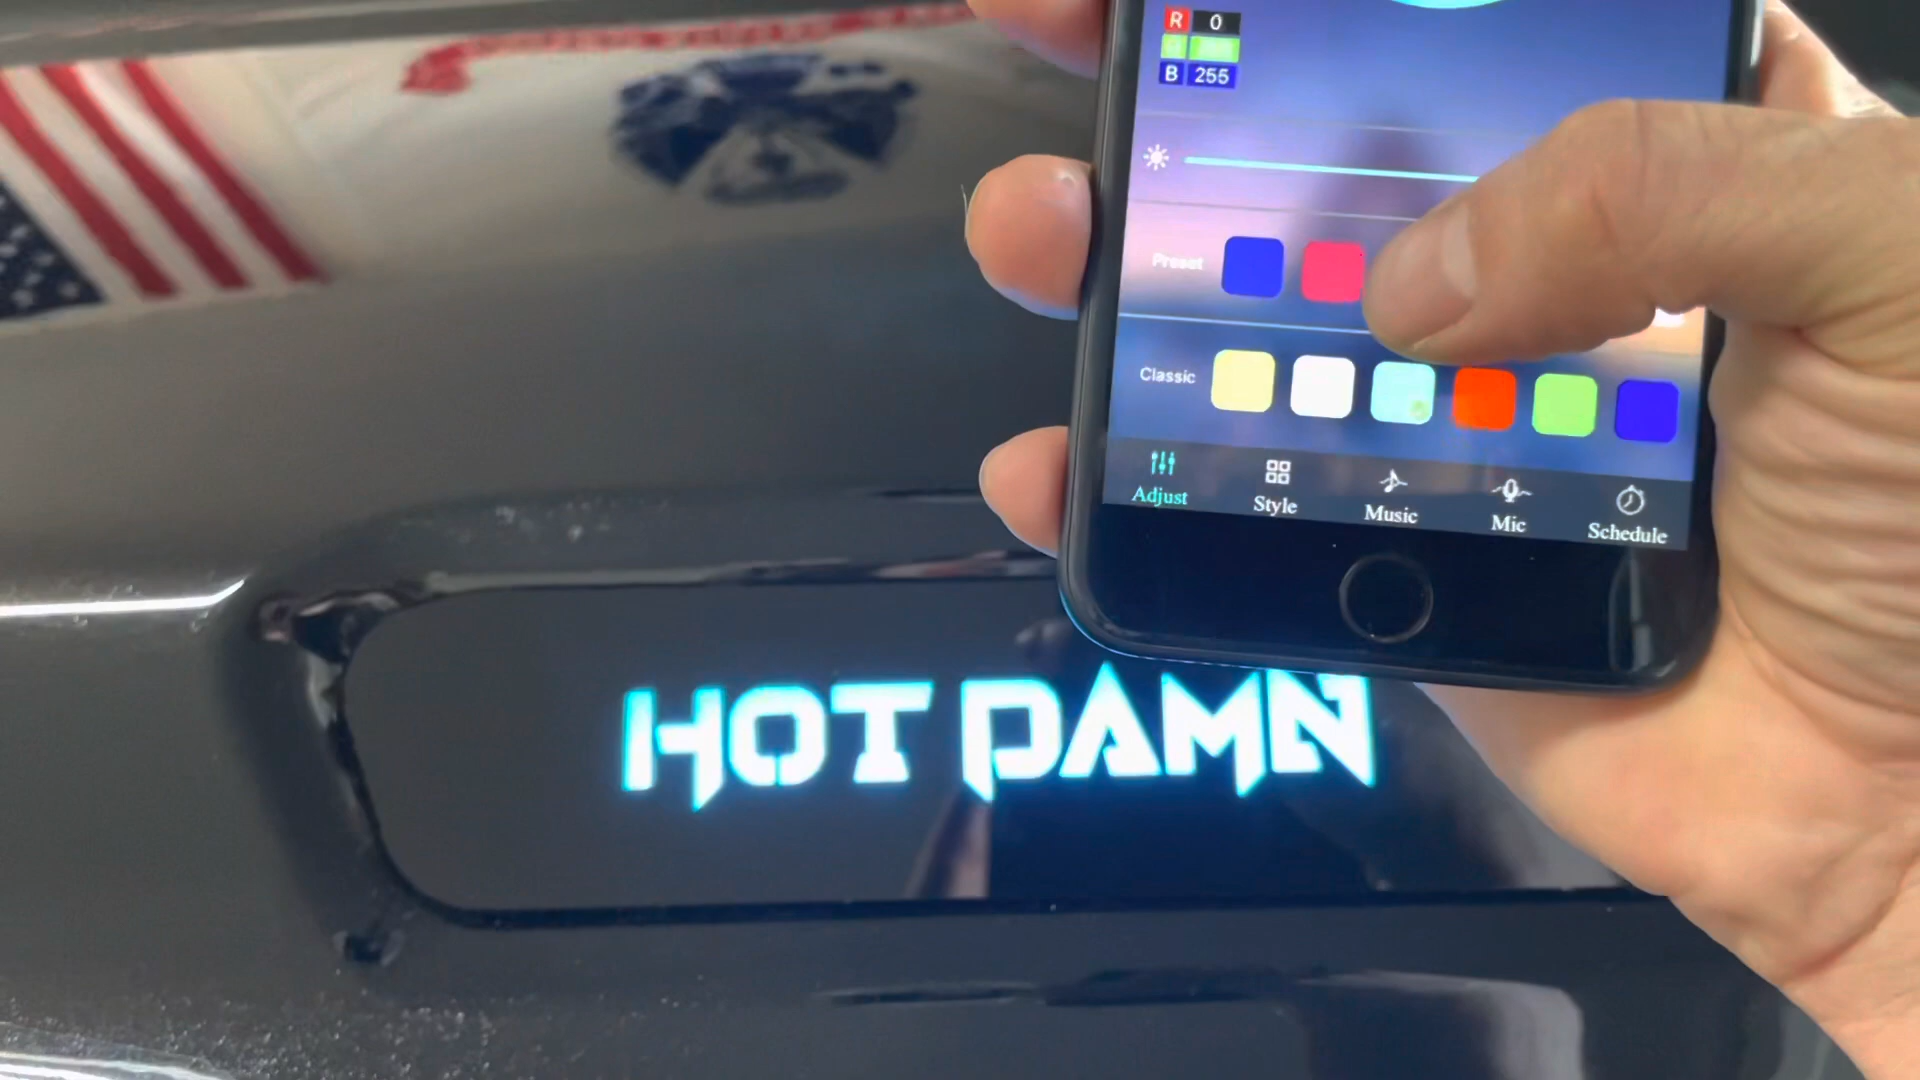 R 0
B 255
Preset
Classic
Adjust
Style
Music
Mic
Schedule
HOT DAMN